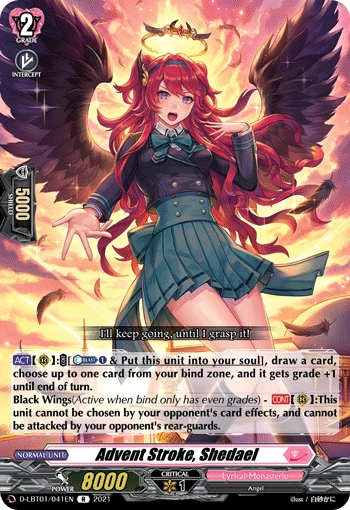 2
GRADE
INTERCEPT
5000
SHIELD
I'll keep going, until I grasp it!
ACT【 】:[COUNTER BLAST 1 & Put this unit into your soul], draw a card,
choose up to one card from your bind zone, and it gets grade +1
until end of turn.
Black Wings(Active when bind only has even grades) - CONT【 】:This
unit cannot be chosen by your opponent's card effects, and cannot
be attacked by your opponent's rear-guards.
NORMAL UNIT
Advent Stroke, Shedael
Lyrical Monasterio
POWER 8000
CRITICAL
1
Angel
D-LBT01/041EN R 2021
illust / 白砂かに